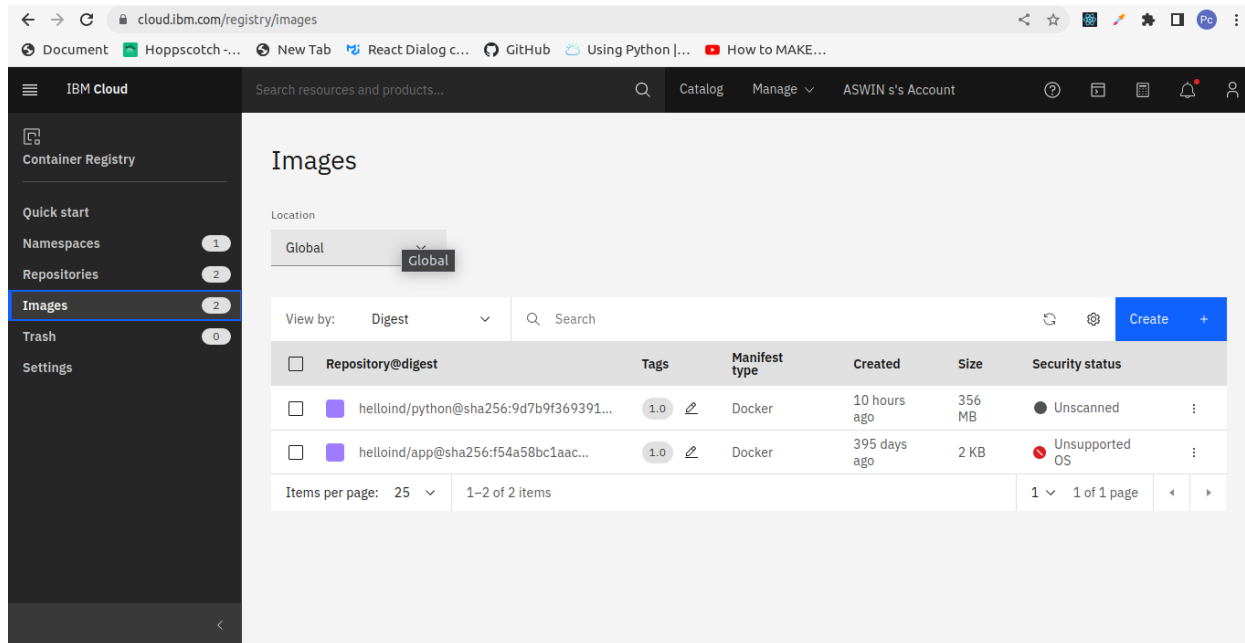 cloud.ibm.com/registry/images
Pc
Document Hoppscotch -... New Tab React Dialog c... GitHub Using Python |... How to MAKE...
IBM Cloud Search resources and products... Catalog Manage ASWIN s's Account
Container Registry
Quick start
Namespaces 1
Repositories 2
Images 2
Trash 0
Settings
Images
Location
Global
Global
View by: Digest Search Create +
Repository@digest Tags Manifest type Created Size Security status
helloind/python@sha256:9d7b9f369391... 1.0 Docker 10 hours ago 356 MB Unscanned
helloind/app@sha256:f54a58bc1aac... 1.0 Docker 395 days ago 2 KB Unsupported OS
Items per page: 25 1–2 of 2 items 1 1 of 1 page